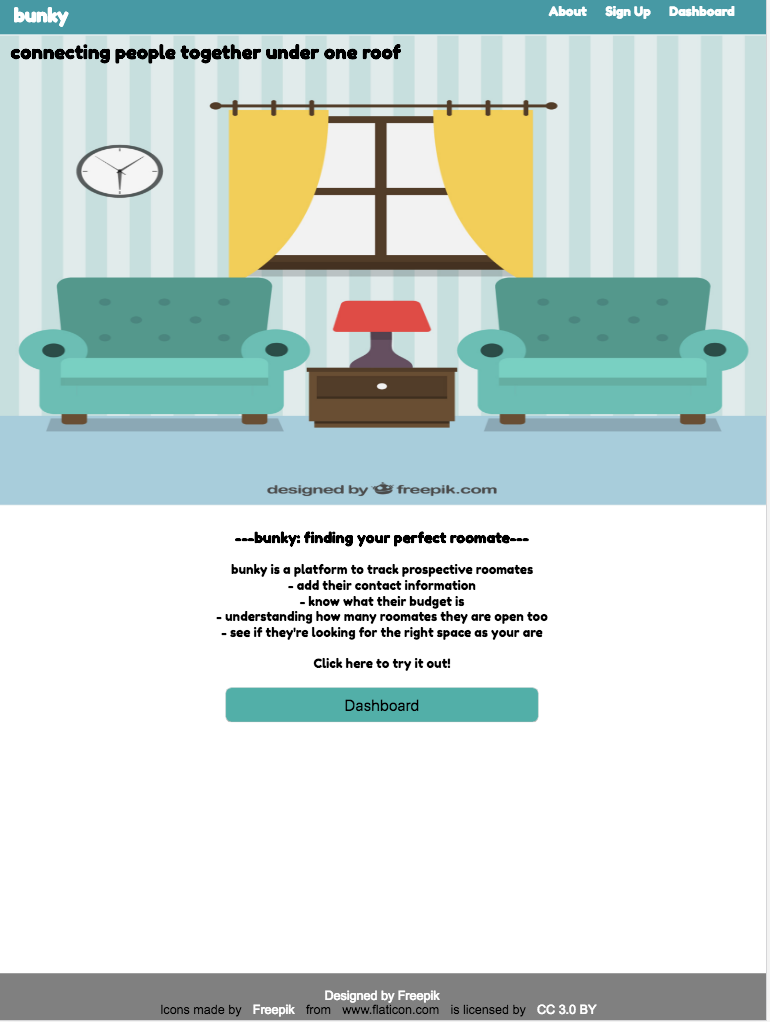 bunky
About Sign Up Dashboard
connecting people together under one roof
designed by freepik.com
---bunky: finding your perfect roomate---
bunky is a platform to track prospective roomates
- add their contact information
- know what their budget is
- understanding how many roomates they are open too
- see if they're looking for the right space as your are
Click here to try it out!
Dashboard
Designed by Freepik
Icons made by Freepik from www.flaticon.com is licensed by CC 3.0 BY